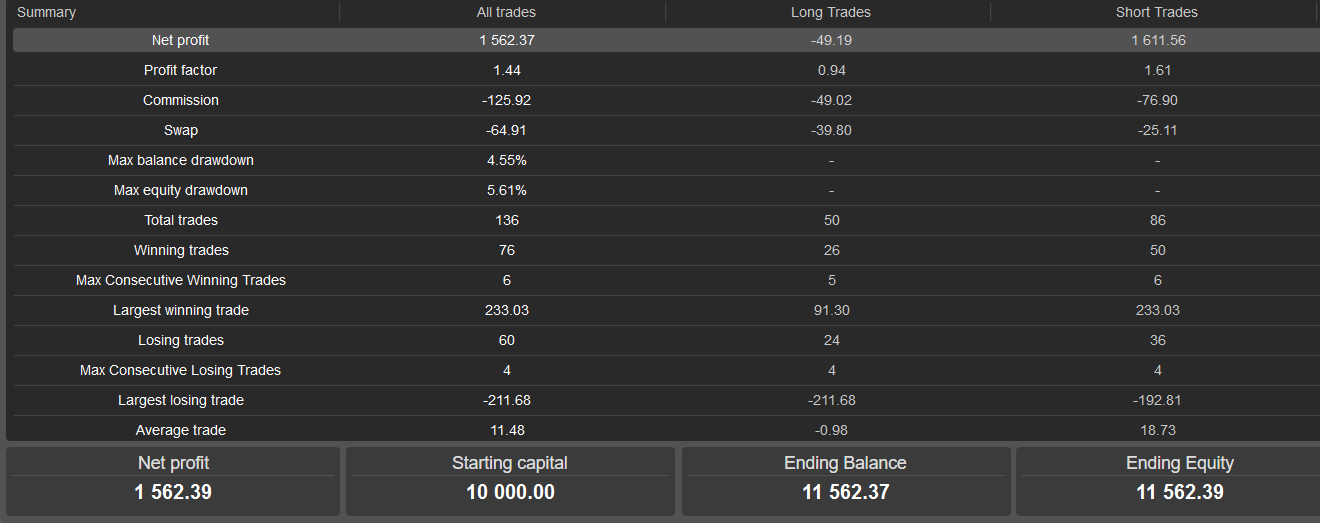 Summary All trades Long Trades Short Trades
Net profit 1 562.37 -49.19 1 611.56
Profit factor 1.44 0.94 1.61
Commission -125.92 -49.02 -76.90
Swap -64.91 -39.80 -25.11
Max balance drawdown 4.55% - -
Max equity drawdown 5.61% - -
Total trades 136 50 86
Winning trades 76 26 50
Max Consecutive Winning Trades 6 5 6
Largest winning trade 233.03 91.30 233.03
Losing trades 60 24 36
Max Consecutive Losing Trades 4 4 4
Largest losing trade -211.68 -211.68 -192.81
Average trade 11.48 -0.98 18.73
Net profit Starting capital Ending Balance Ending Equity
1 562.39 10 000.00 11 562.37 11 562.39